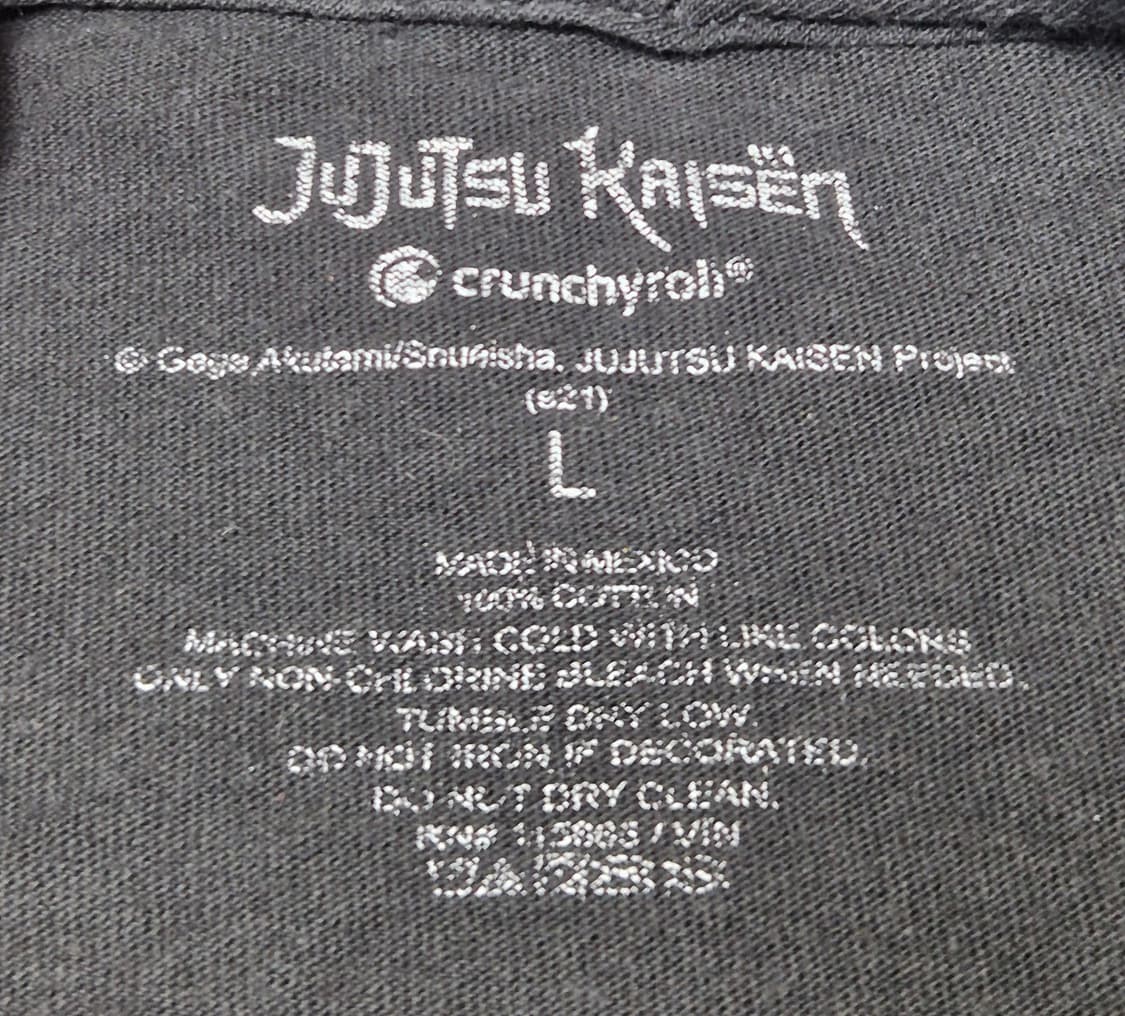 JUJUTSU KAISEN
crunchyroll®
© Gege Akutami/Shueisha, JUJUTSU KAISEN Project
(s21)
L
MADE IN MEXICO
100% COTTON
MACHINE WASH COLD WITH LIKE COLORS
ONLY NON-CHLORINE BLEACH WHEN NEEDED.
TUMBLE DRY LOW.
DO NOT IRON IF DECORATED.
DO NOT DRY CLEAN.
RN# / VIN